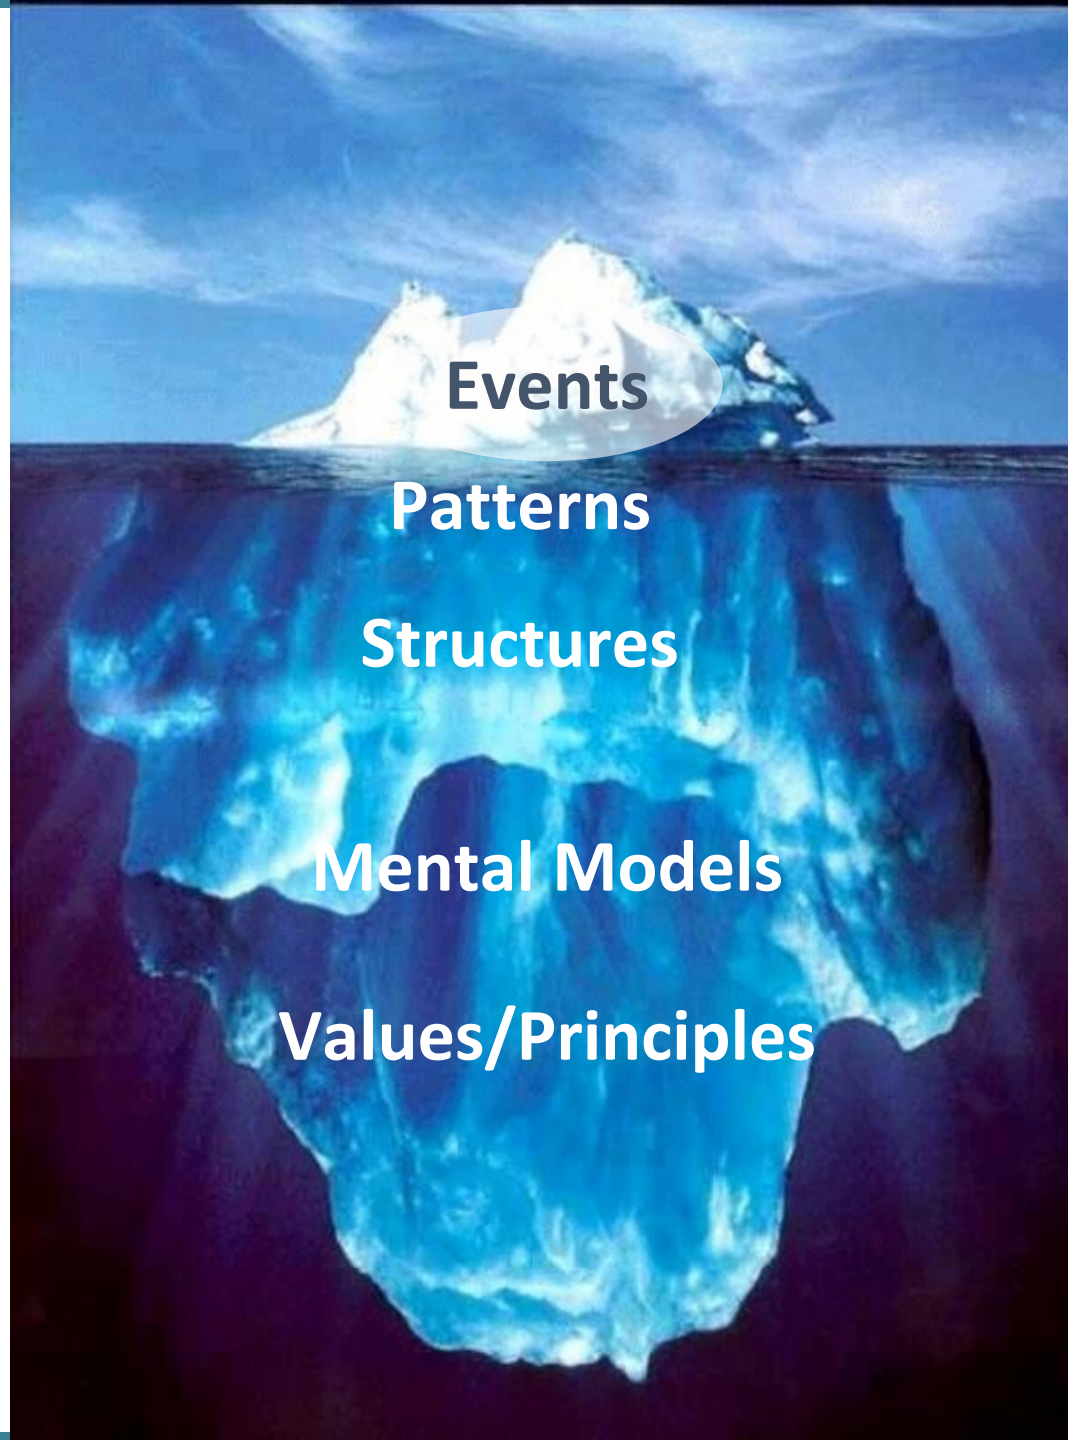 Events
Patterns
Structures
Mental Models
Values/Principles